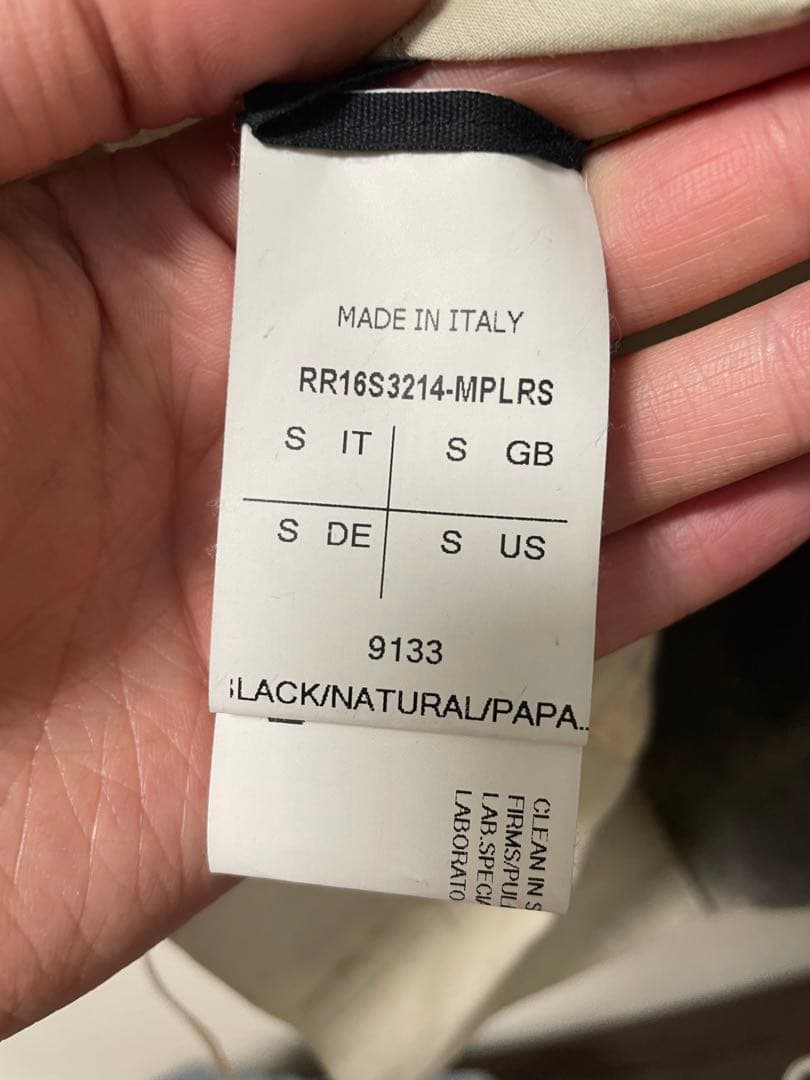 MADE IN ITALY
RR16S3214-MPLRS
S IT S GB
S DE S US
9133
LACK/NATURAL/PAPA..
CLEAN IN S
FIRMS/PUL
LAB.SPECIA
LABORATO